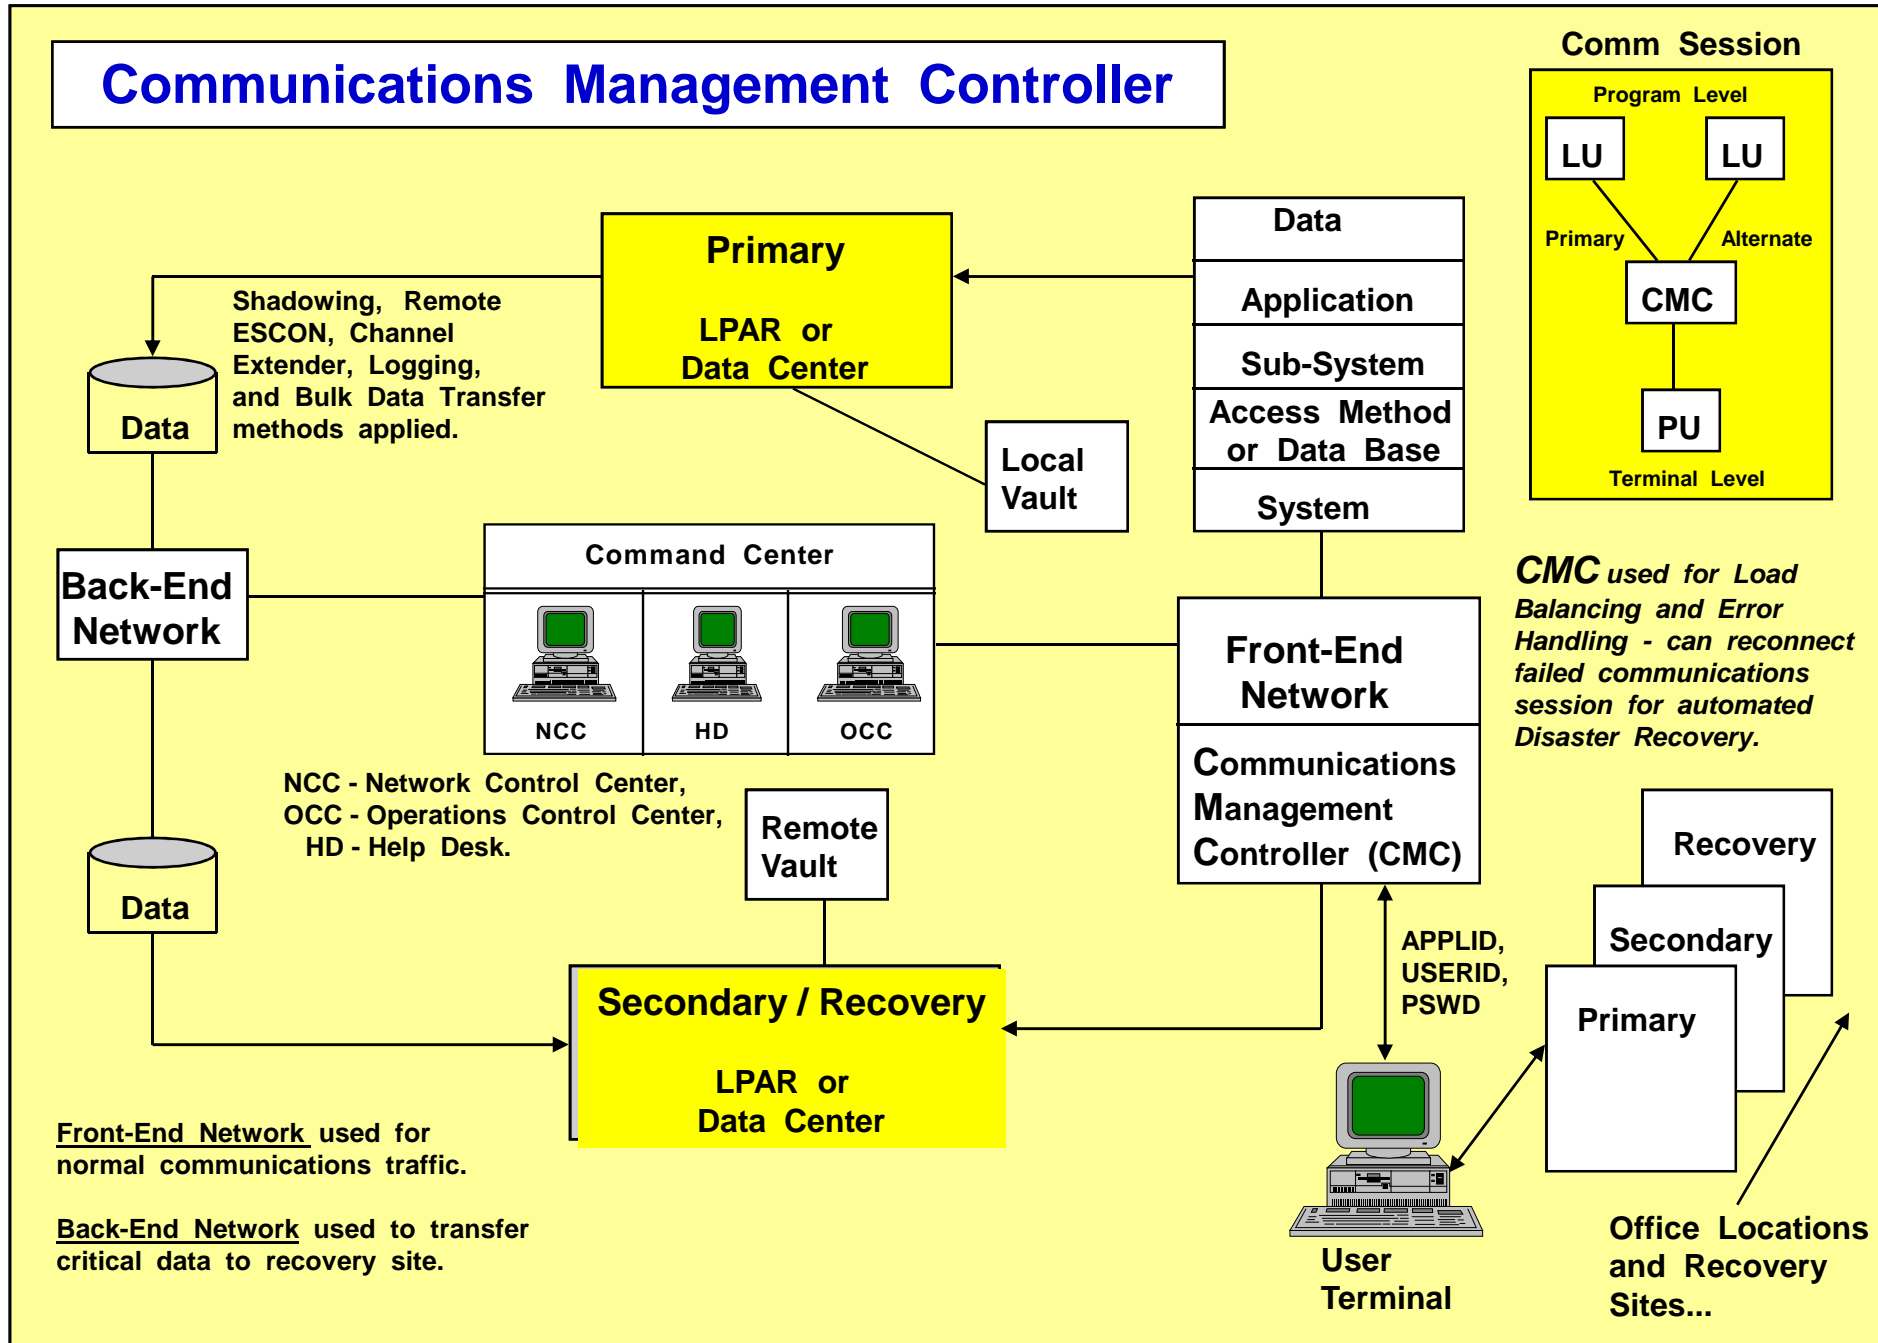 Communications Management Controller
Comm Session
Program Level
LU
LU
Primary
Alternate
CMC
PU
Terminal Level
Primary
LPAR or
Data Center
Data
Application
Sub-System
Access Method
or Data Base
System
Shadowing, Remote
ESCON, Channel
Extender, Logging,
and Bulk Data Transfer
methods applied.
Data
Local
Vault
Command Center
NCC
HD
OCC
Back-End
Network
Front-End
Network
Communications
Management
Controller (CMC)
CMC used for Load
Balancing and Error
Handling - can reconnect
failed communications
session for automated
Disaster Recovery.
NCC - Network Control Center,
OCC - Operations Control Center,
HD - Help Desk.
Remote
Vault
Data
Secondary / Recovery
LPAR or
Data Center
APPLID,
USERID,
PSWD
Recovery
Secondary
Primary
User
Terminal
Office Locations
and Recovery
Sites...
Front-End Network used for
normal communications traffic.
Back-End Network used to transfer
critical data to recovery site.